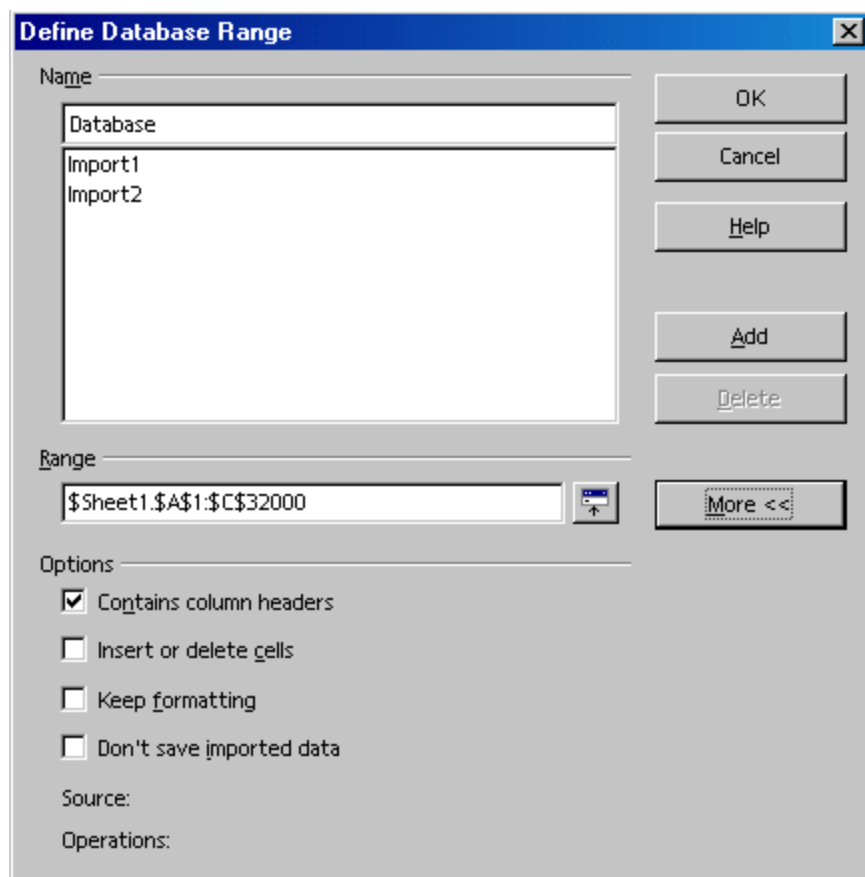 Define Database Range
Name
Database
Import1
Import2
OK
Cancel
Help
Add
Delete
Range
$Sheet1.$A$1:$C$32000
More <<
Options
Contains column headers
Insert or delete cells
Keep formatting
Don't save imported data
Source:
Operations: